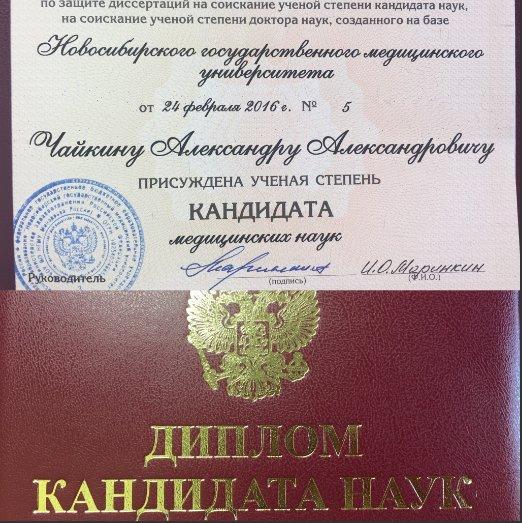 по защите диссертаций на соискание ученой степени кандидата наук,
на соискание ученой степени доктора наук, созданного на базе
Новосибирского государственного медицинского
университета
от 24 февраля 2016 г. № 5
Чайкину Александру Александровичу
ПРИСУЖДЕНА УЧЕНАЯ СТЕПЕНЬ
КАНДИДАТА
медицинских наук
Руководитель
И.О.Маринкин
(подпись)
(Ф.И.О.)
ДИПЛОМ
КАНДИДАТА НАУК